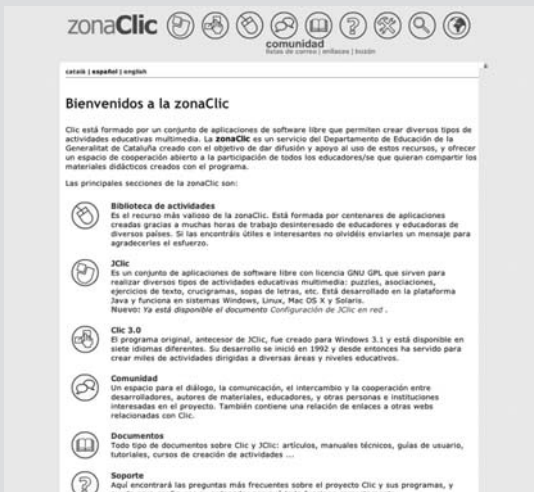 zonaClic
comunidad
listas de correo | enlaces | buzón
català | español | english
Bienvenidos a la zonaClic
Clic está formado por un conjunto de aplicaciones de software libre que permiten crear diversos tipos de
actividades educativas multimedia. La zonaClic es un servicio del Departamento de Educación de la
Generalitat de Cataluña creado con el objetivo de dar difusión y apoyo al uso de estos recursos, y ofrecer
un espacio de cooperación abierto a la participación de todos los educadores/se que quieran compartir los
materiales didácticos creados con el programa.
Las principales secciones de la zonaClic son:
Biblioteca de actividades
Es el recurso más valioso de la zonaClic. Está formada por centenares de aplicaciones
creadas gracias a muchas horas de trabajo desinteresado de educadores y educadoras de
diversos países. Si las encontráis útiles e interesantes no olvidéis enviarles un mensaje para
agradecerles el esfuerzo.
JClic
Es un conjunto de aplicaciones de software libre con licencia GNU GPL que sirven para
realizar diversos tipos de actividades educativas multimedia: puzzles, asociaciones,
ejercicios de texto, crucigramas, sopas de letras, etc. Está desarrollado en la plataforma
Java y funciona en sistemas Windows, Linux, Mac OS X y Solaris.
Nuevo: Ya está disponible el documento Configuración de JClic en red .
Clic 3.0
El programa original, antecesor de JClic, fue creado para Windows 3.1 y está disponible en
siete idiomas diferentes. Su desarrollo se inició en 1992 y desde entonces ha servido para
crear miles de actividades dirigidas a diversas áreas y niveles educativos.
Comunidad
Un espacio para el diálogo, la comunicación, el intercambio y la cooperación entre
desarrolladores, autores de materiales, educadores, y otras personas e instituciones
interesadas en el proyecto. También contiene una relación de enlaces a otras webs
relacionadas con Clic.
Documentos
Todo tipo de documentos sobre Clic y JClic: artículos, manuales técnicos, guías de usuario,
tutoriales, cursos de creación de actividades ...
Soporte
Aquí encontrará las preguntas más frecuentes sobre el proyecto Clic y sus programas, y